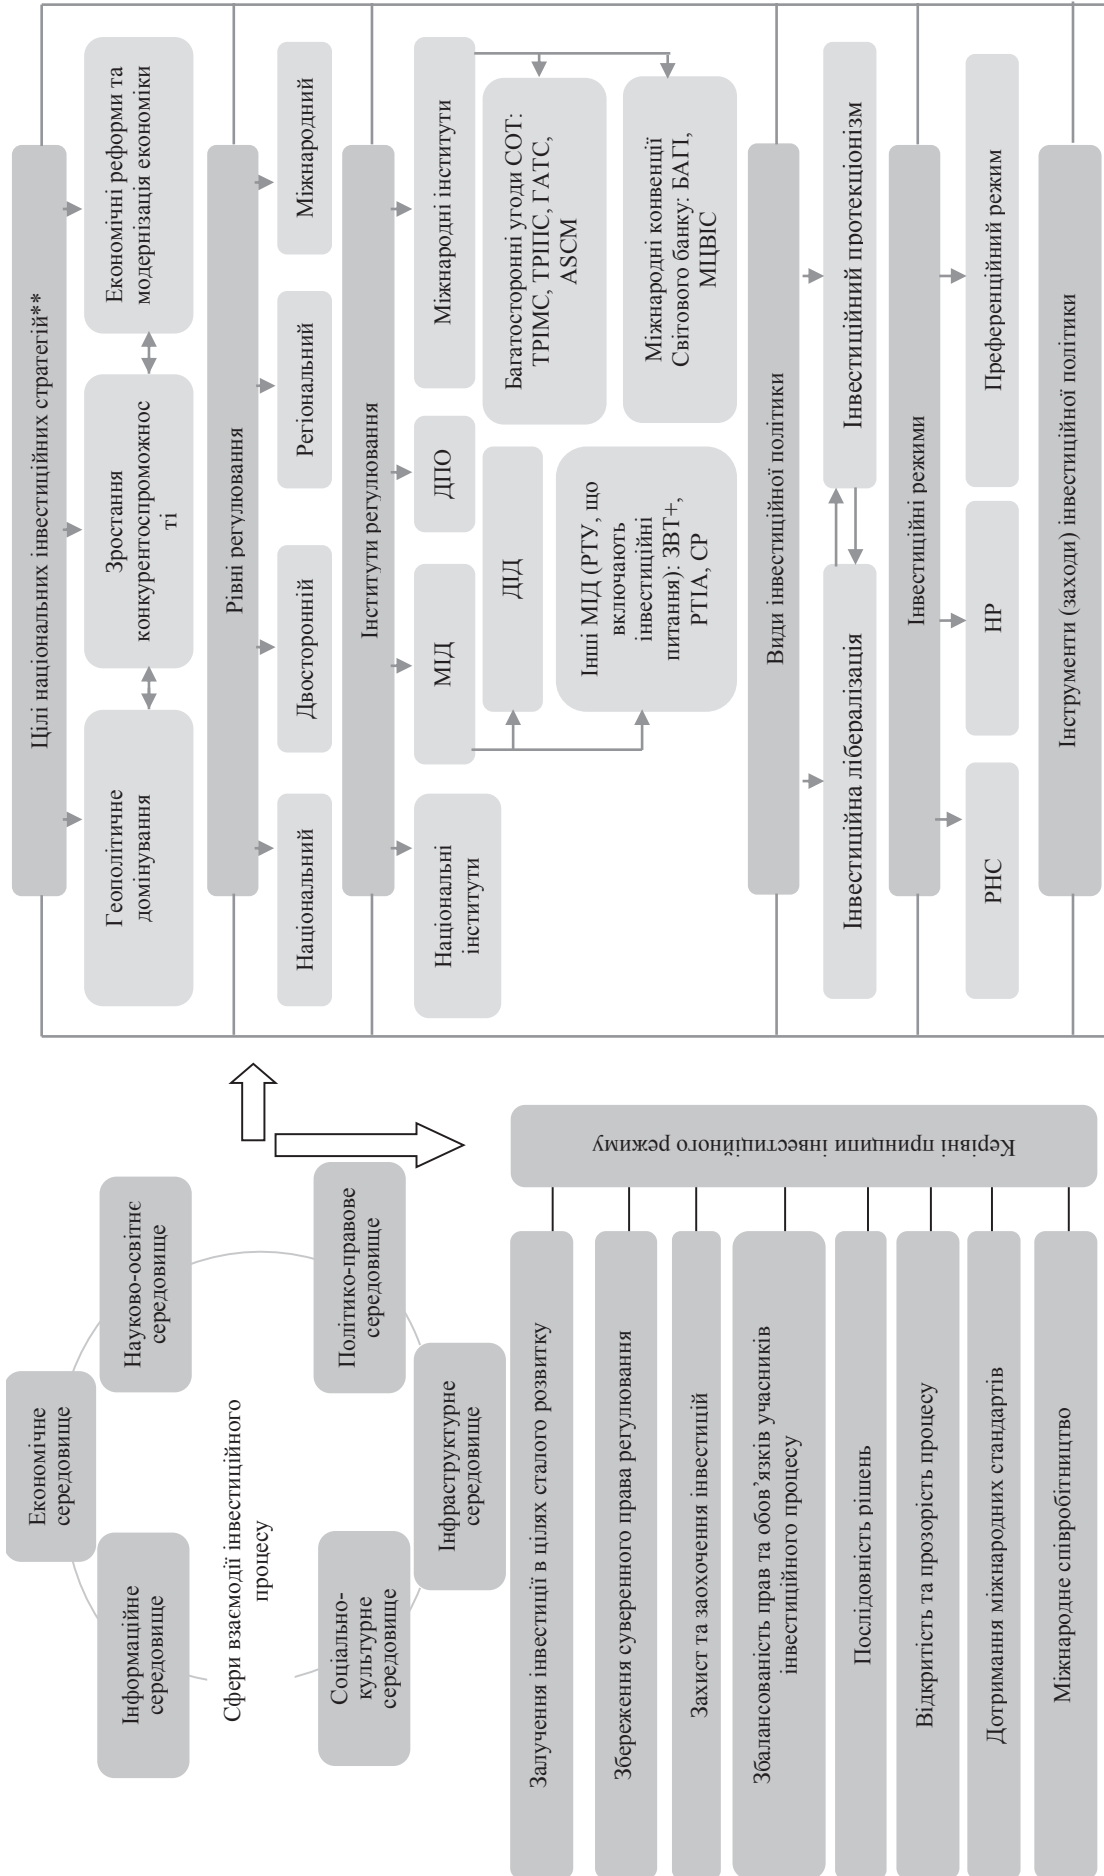 Економічне
середовище
Інформаційне
середовище
Науково-освітнє
середовище
Сфери взаємодії інвестиційного
процесу
Соціально-
культурне
середовище
Політико-правове
середовище
Інфраструктурне
середовище
Залучення інвестиції в цілях сталого розвитку
Збереження суверенного права регулювання
Захист та заохочення інвестицій
Збалансованість прав та обов’язків учасників
інвестиційного процесу
Послідовність рішень
Відкритість та прозорість процесу
Дотримання міжнародних стандартів
Міжнародне співробітництво
Керівні принципи інвестиційного режиму
Цілі національних інвестиційних стратегій**
Геополітичне
домінування
Зростання
конкурентоспроможнос
ті
Економічні реформи та
модернізація економіки
Рівні регулювання
Національний
Двосторонній
Регіональний
Міжнародний
Інститути регулювання
Національні
інститути
МІД
ДПО
Міжнародні інститути
ДІД
Інші МІД (РТУ, що
включають
інвестиційні
питання): ЗВТ+,
РТІА, СР
Багатосторонні угоди СОТ:
ТРІМС, ТРІПС, ГАТС,
ASCM
Міжнародні конвенції
Світового банку: БАГІ,
МЦВІС
Види інвестиційної політики
Інвестиційна лібералізація
Інвестиційний протекціонізм
Інвестиційні режими
РНС
НР
Преференційний режим
Інструменти (заходи) інвестиційної політики